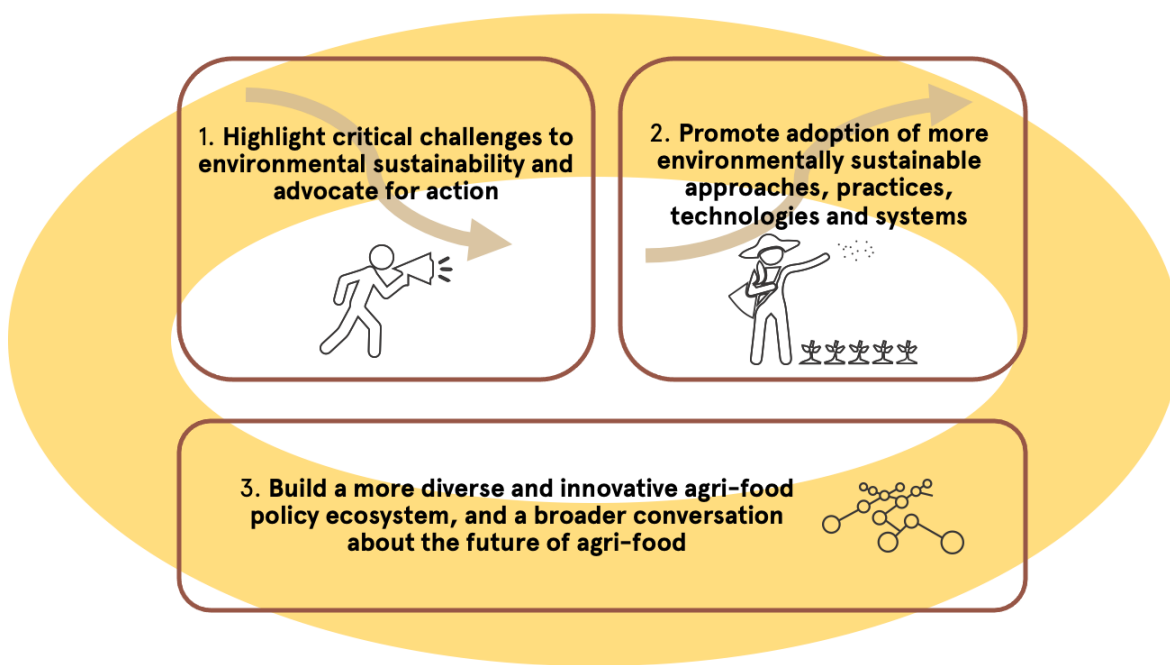 1. Highlight critical challenges to
environmental sustainability and
advocate for action
2. Promote adoption of more
environmentally sustainable
approaches, practices,
technologies and systems
3. Build a more diverse and innovative agri-food
policy ecosystem, and a broader conversation
about the future of agri-food